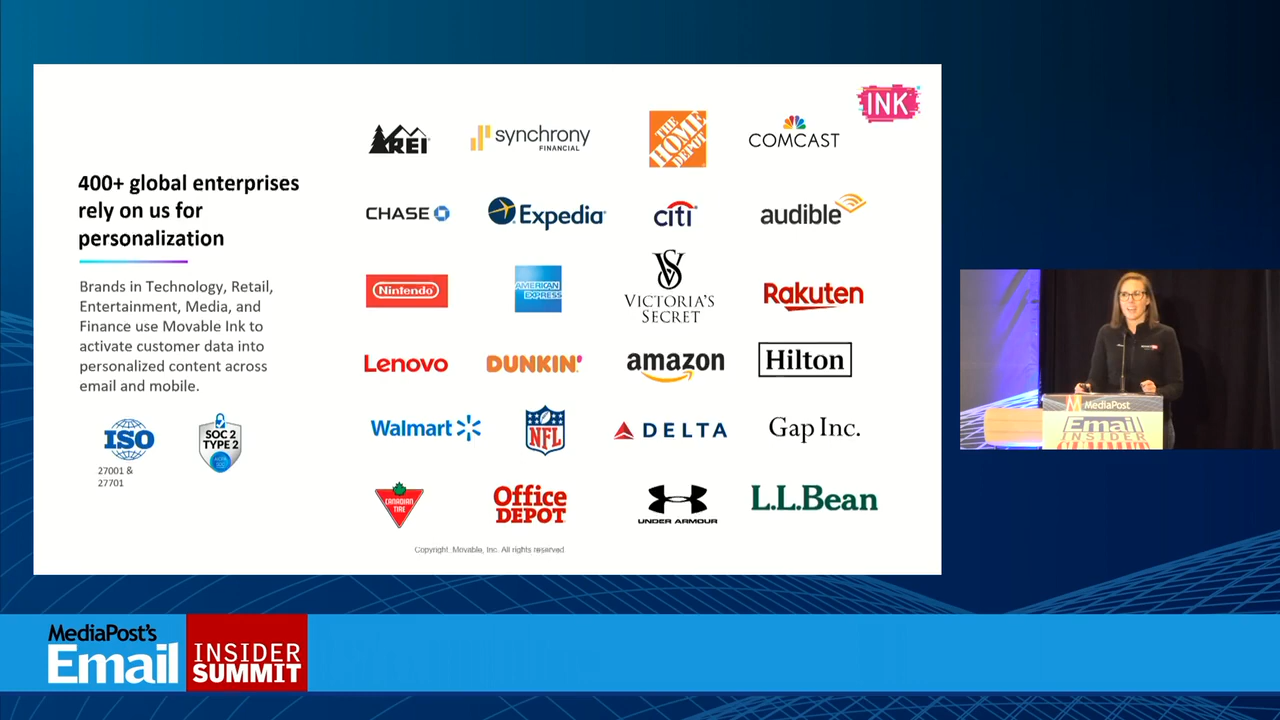 INK
400+ global enterprises
rely on us for
personalization
Brands in Technology, Retail,
Entertainment, Media, and
Finance use Movable Ink to
activate customer data into
personalized content across
email and mobile.
ISO
27001 &
27701
SOC 2
TYPE 2
REI
synchrony
FINANCIAL
THE
HOME
DEPOT
COMCAST
CHASE
Expedia
citi
audible
Nintendo
AMERICAN
EXPRESS
VS
VICTORIA'S
SECRET
Rakuten
Lenovo
DUNKIN'
amazon
Hilton
Walmart
NFL
DELTA
Gap Inc.
CANADIAN
TIRE
Office
DEPOT
UNDER ARMOUR
L.L.Bean
Copyright. Movable, Inc. All rights reserved
MediaPost
Email
INSIDER
MediaPost's
Email
INSIDER
SUMMIT